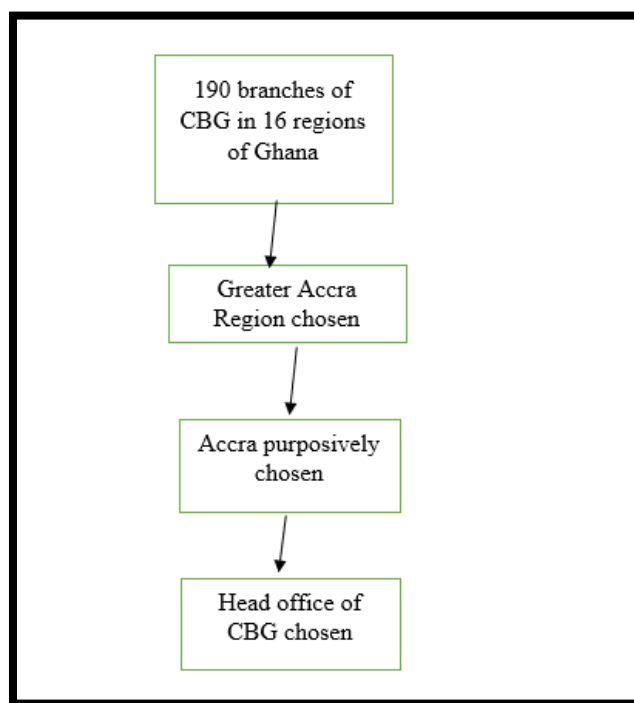 190 branches of
CBG in 16 regions
of Ghana
Greater Accra
Region chosen
Accra purposively
chosen
Head office of
CBG chosen